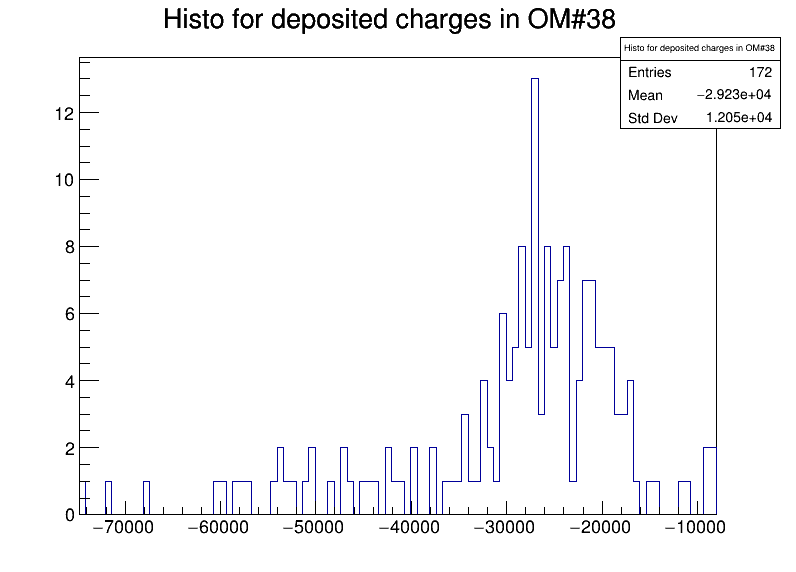 Histo for deposited charges in OM#38
Histo for deposited charges in OM#38
Entries 172
Mean −2.923e+04
Std Dev 1.205e+04
12
10
8
6
4
2
0
−70000 −60000 −50000 −40000 −30000 −20000 −10000